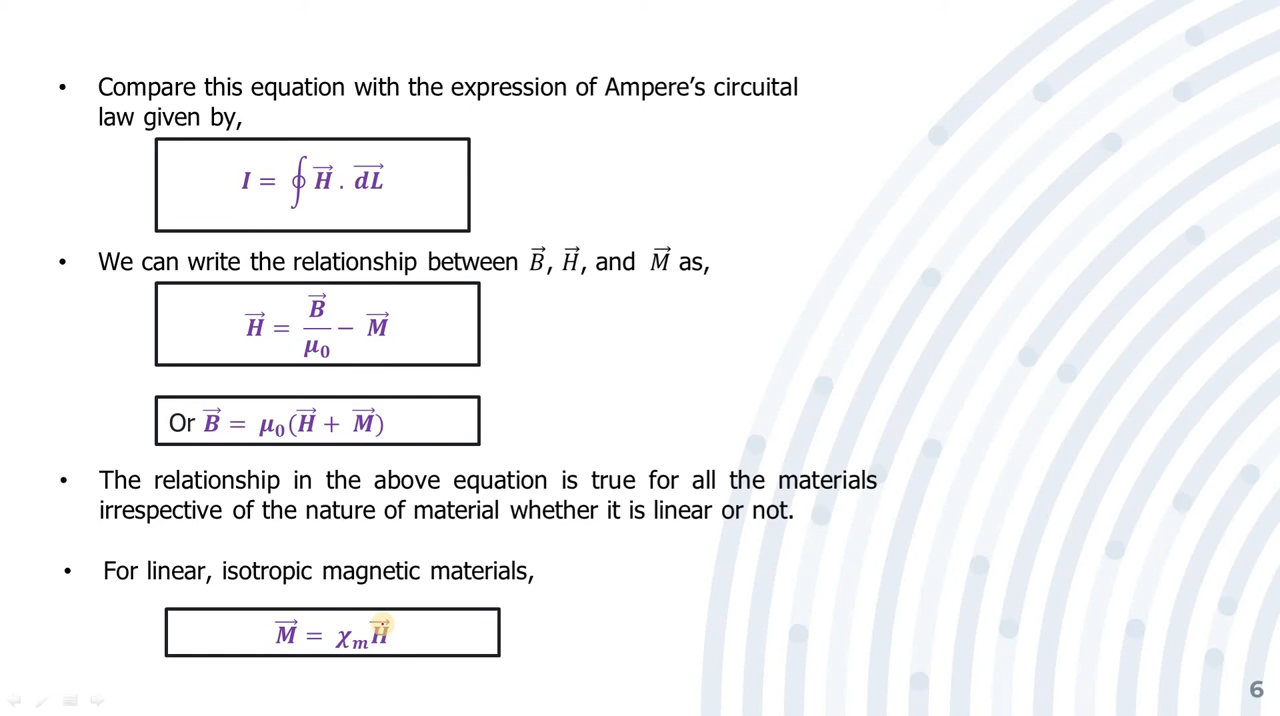 • Compare this equation with the expression of Ampere's circuital
law given by,
I = ∮ H⃗ . dL⃗
• We can write the relationship between B⃗, H⃗, and M⃗ as,
H⃗ = B⃗/μ₀ − M⃗
Or B⃗ = μ₀(H⃗ + M⃗)
• The relationship in the above equation is true for all the materials
irrespective of the nature of material whether it is linear or not.
• For linear, isotropic magnetic materials,
M⃗ = χₘH⃗
6